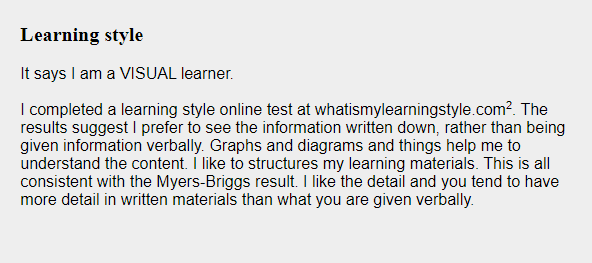 Learning style
It says I am a VISUAL learner.
I completed a learning style online test at whatismylearningstyle.com². The
results suggest I prefer to see the information written down, rather than being
given information verbally. Graphs and diagrams and things help me to
understand the content. I like to structures my learning materials. This is all
consistent with the Myers-Briggs result. I like the detail and you tend to have
more detail in written materials than what you are given verbally.